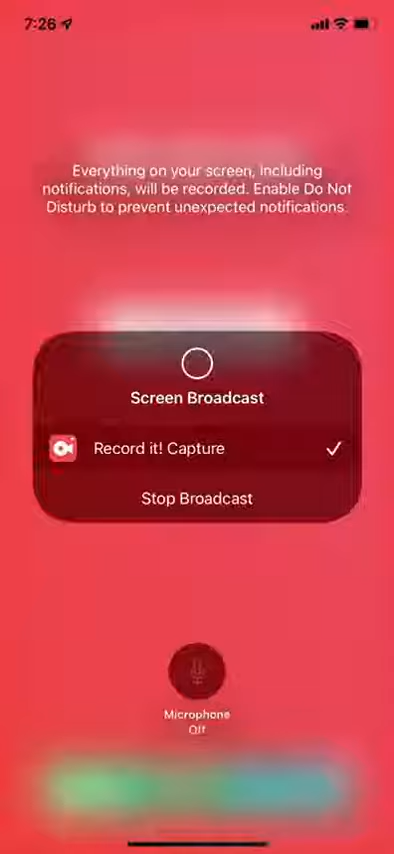 7:26
Everything on your screen, including
notifications, will be recorded. Enable Do Not
Disturb to prevent unexpected notifications.
Screen Broadcast
Record it! Capture
Stop Broadcast
Microphone
Off